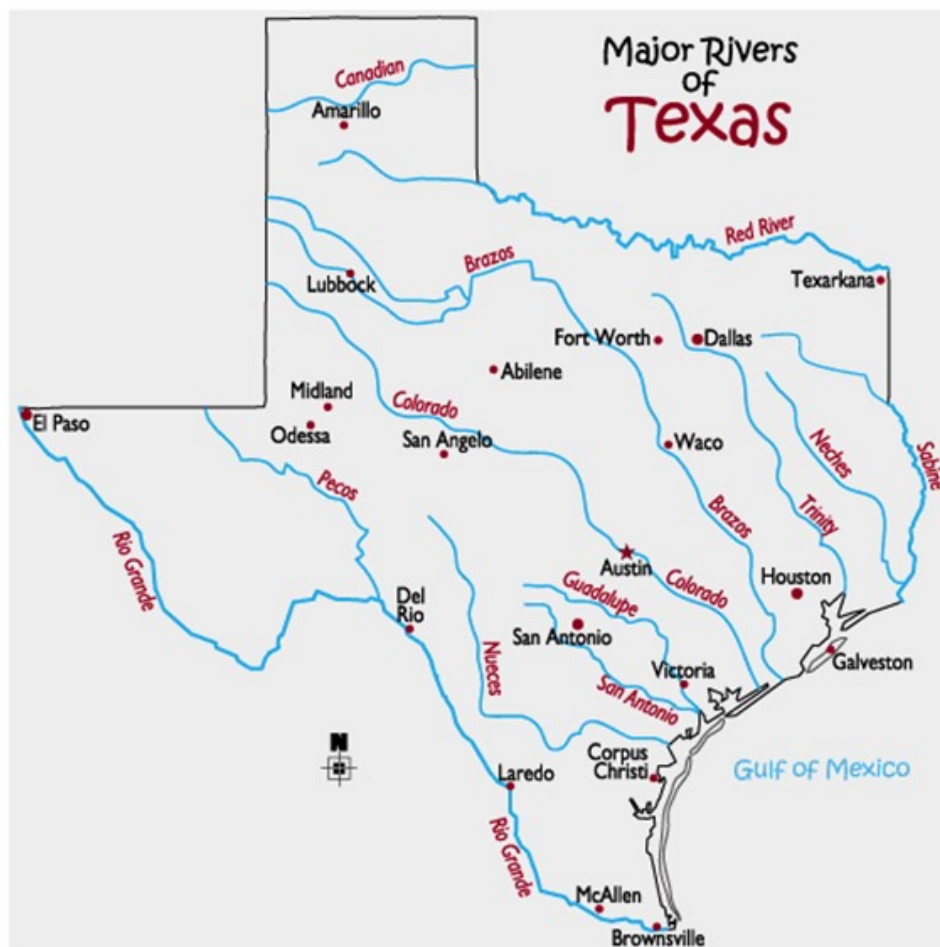 Major Rivers
of
Texas
Canadian
Amarillo
Red River
Brazos
Texarkana
Lubbock
Fort Worth
Dallas
Abilene
Midland
Colorado
El Paso
Odessa
San Angelo
Waco
Neches
Sabine
Pecos
Brazos
Trinity
Rio Grande
Austin
Colorado
Houston
Guadalupe
Del
Rio
San Antonio
Nueces
Victoria
Galveston
San Antonio
N
Corpus
Christi
Gulf of Mexico
Laredo
Rio Grande
McAllen
Brownsville